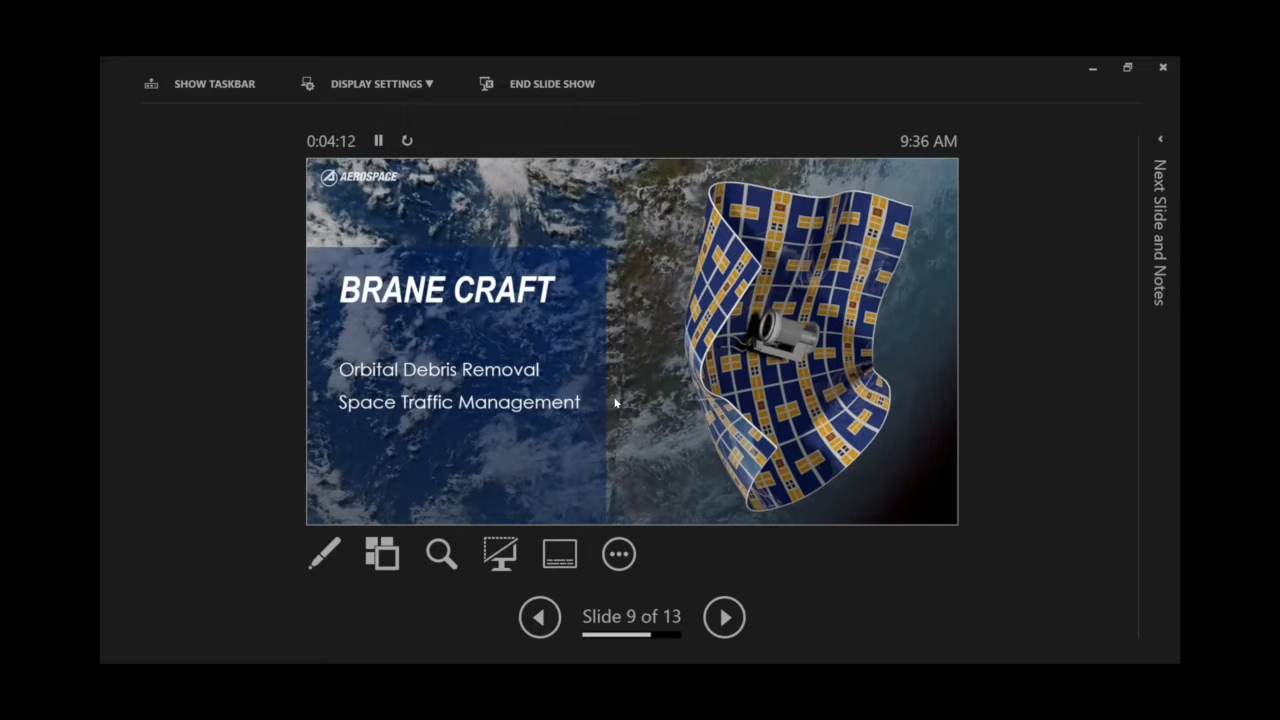 SHOW TASKBAR
DISPLAY SETTINGS ▼
END SLIDE SHOW
0:04:12
9:36 AM
AEROSPACE
BRANE CRAFT
Orbital Debris Removal
Space Traffic Management
Next Slide and Notes
Slide 9 of 13